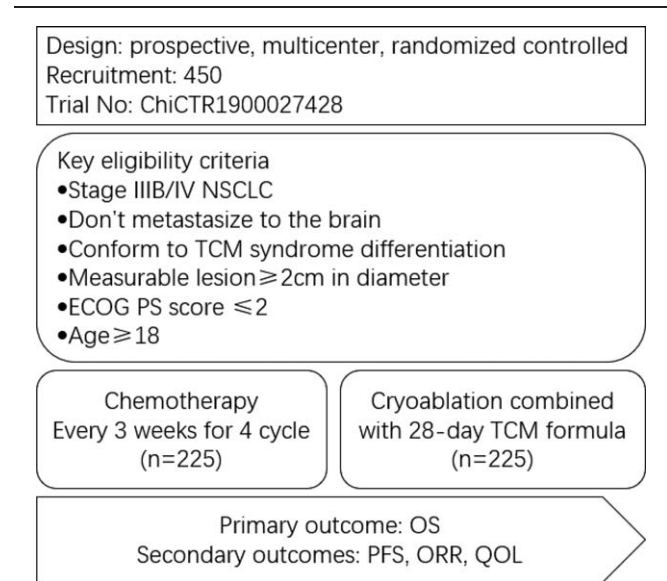 Design: prospective, multicenter, randomized controlled
Recruitment: 450
Trial No: ChiCTR1900027428
Key eligibility criteria
●Stage IIIB/IV NSCLC
●Don't metastasize to the brain
●Conform to TCM syndrome differentiation
●Measurable lesion≥2cm in diameter
●ECOG PS score ≤2
●Age≥18
Chemotherapy
Every 3 weeks for 4 cycle
(n=225)
Cryoablation combined
with 28-day TCM formula
(n=225)
Primary outcome: OS
Secondary outcomes: PFS, ORR, QOL